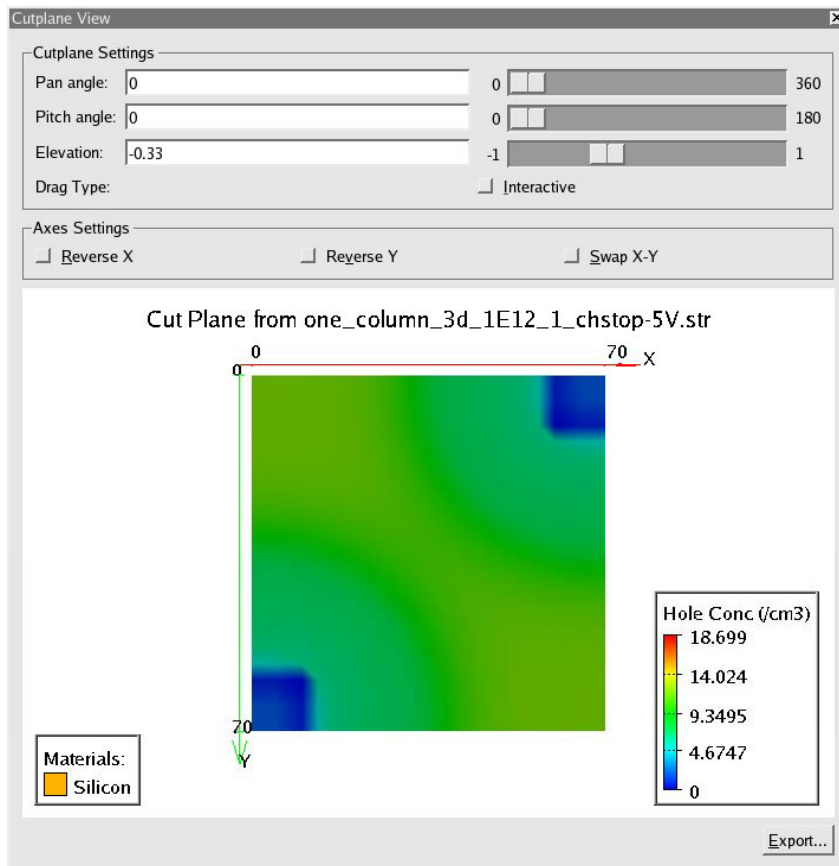 Cutplane View
Cutplane Settings
Pan angle: 0 0 360
Pitch angle: 0 0 180
Elevation: -0.33 -1 1
Drag Type: Interactive
Axes Settings
Reverse X Reverse Y Swap X-Y
Cut Plane from one_column_3d_1E12_1_chstop-5V.str
0 70 X
0
70
Y
Hole Conc (/cm3)
18.699
14.024
9.3495
4.6747
0
Materials:
Silicon
Export...